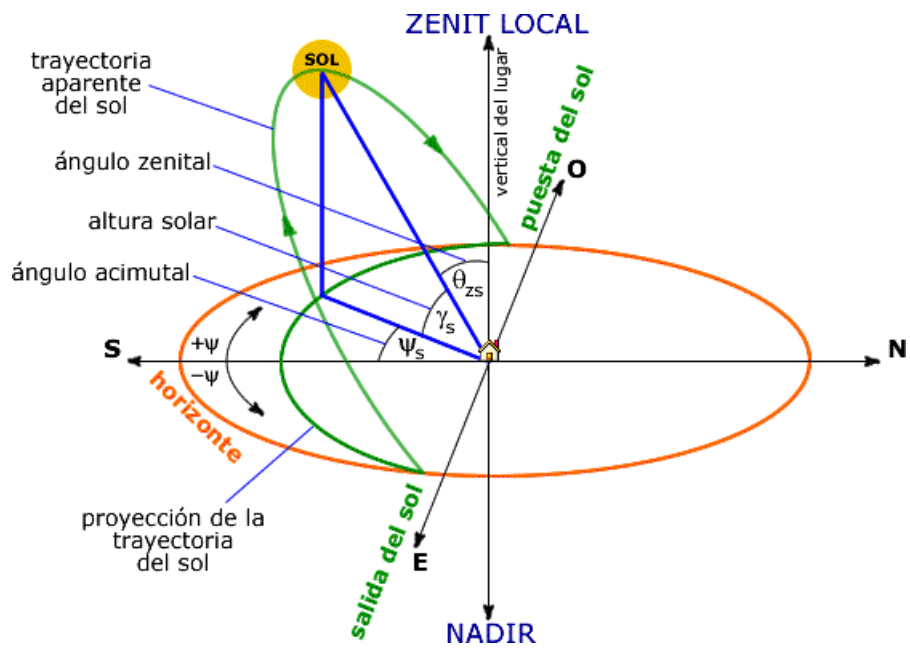 ZENIT LOCAL
SOL
trayectoria
aparente
del sol
vertical del lugar
puesta del sol
ángulo zenital
O
altura solar
ángulo acimutal
θzs
γs
ψs
S
+ψ
−ψ
N
horizonte
proyección de la
trayectoria
del sol
salida del sol
E
NADIR